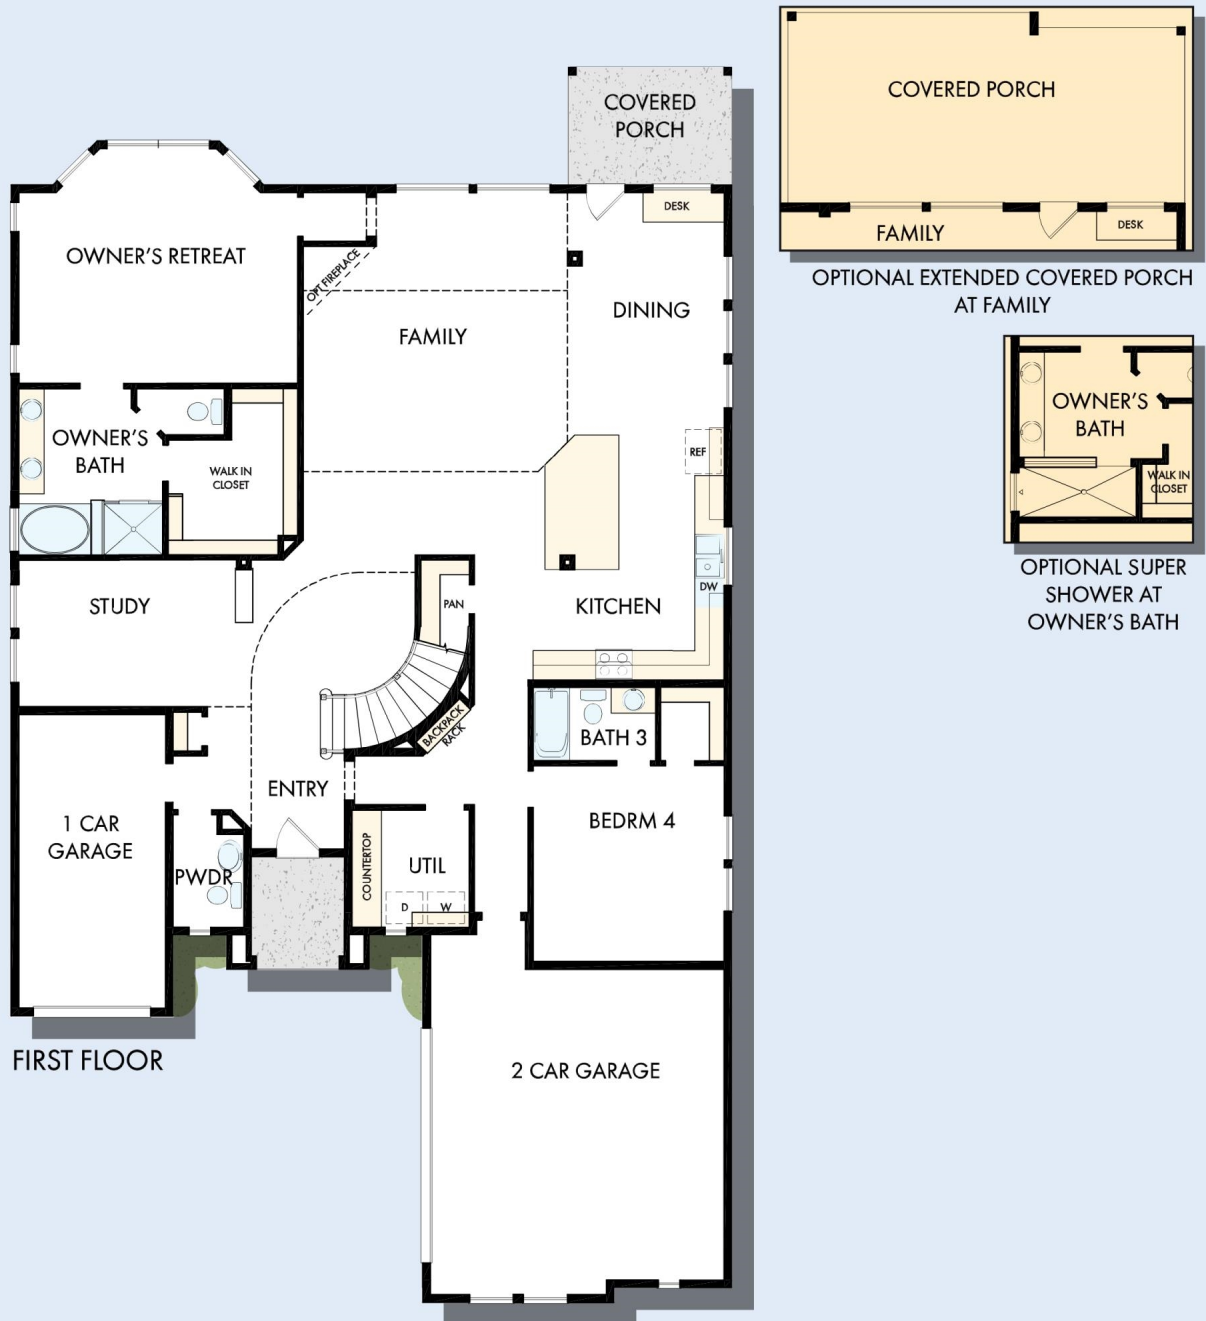 COVERED
PORCH
DESK
OWNER'S RETREAT
OPT FIREPLACE
DINING
FAMILY
OWNER'S
BATH
WALK IN
CLOSET
REF
DW
STUDY
PAN
KITCHEN
BACKPACK
RACK
BATH 3
ENTRY
1 CAR
GARAGE
BEDRM 4
COUNTERTOP
UTIL
PWDR
D
W
2 CAR GARAGE
FIRST FLOOR
COVERED PORCH
FAMILY
DESK
OPTIONAL EXTENDED COVERED PORCH
AT FAMILY
OWNER'S
BATH
WALK IN
CLOSET
OPTIONAL SUPER
SHOWER AT
OWNER'S BATH